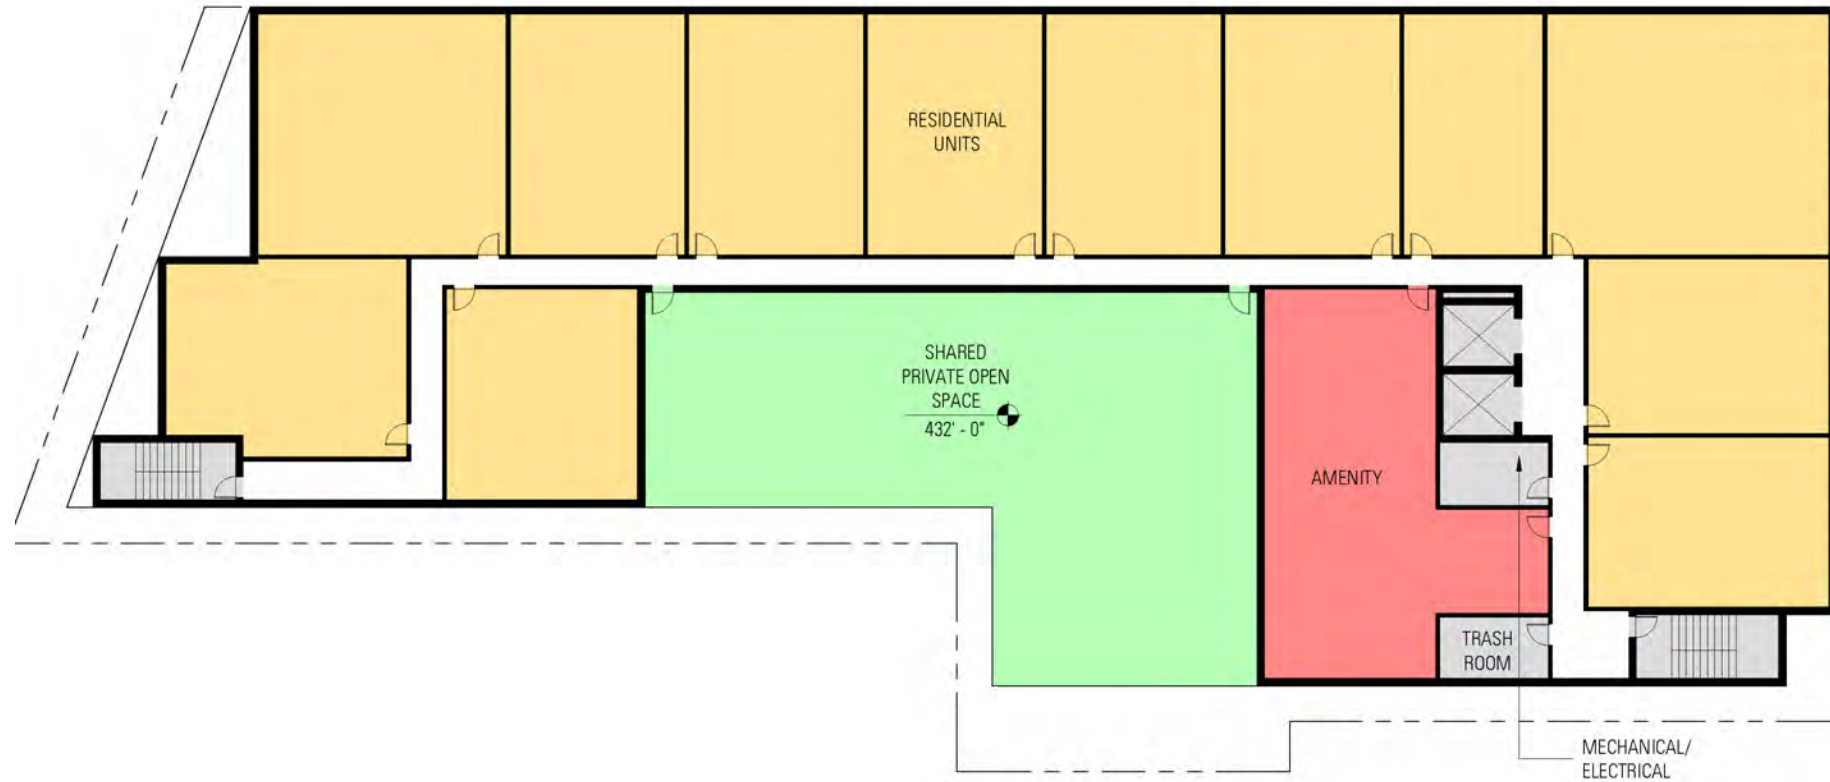 RESIDENTIAL
UNITS
SHARED
PRIVATE OPEN
SPACE
432' - 0"
AMENITY
TRASH
ROOM
MECHANICAL/
ELECTRICAL